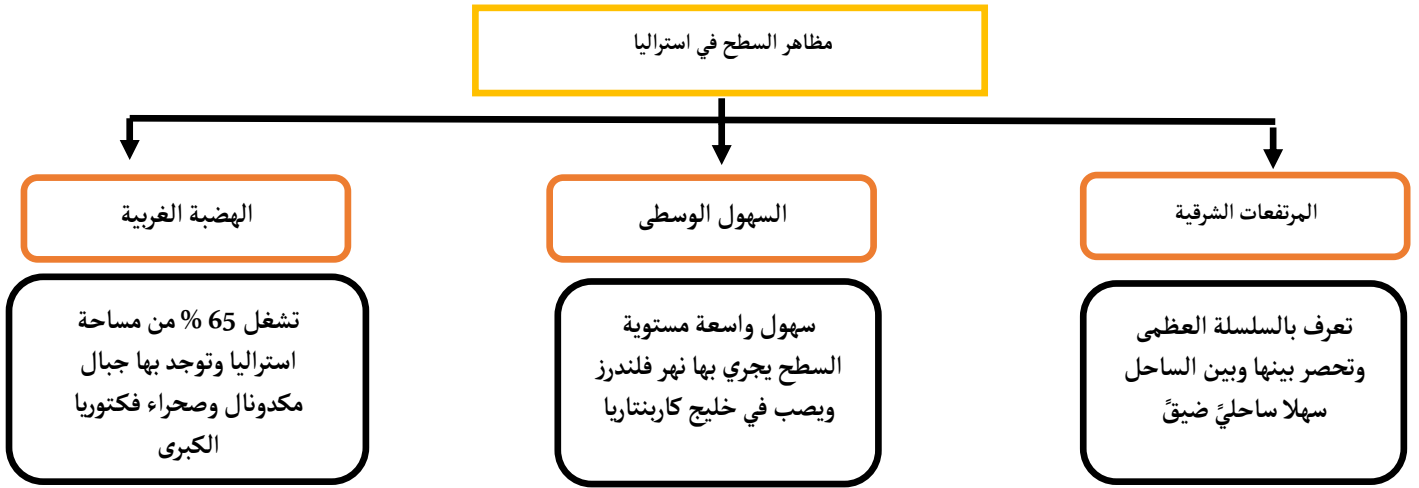 مظاهر السطح في استراليا
المرتفعات الشرقية
تعرف بالسلسلة العظمى
وتحصر بينها وبين الساحل
سهلا ساحليً ضيقً
السهول الوسطى
سهول واسعة مستوية
السطح يجري بها نهر فلندرز
ويصب في خليج كاربنتاريا
الهضبة الغربية
تشغل 65 % من مساحة
استراليا وتوجد بها جبال
مكدونال وصحراء فكتوريا
الكبرى